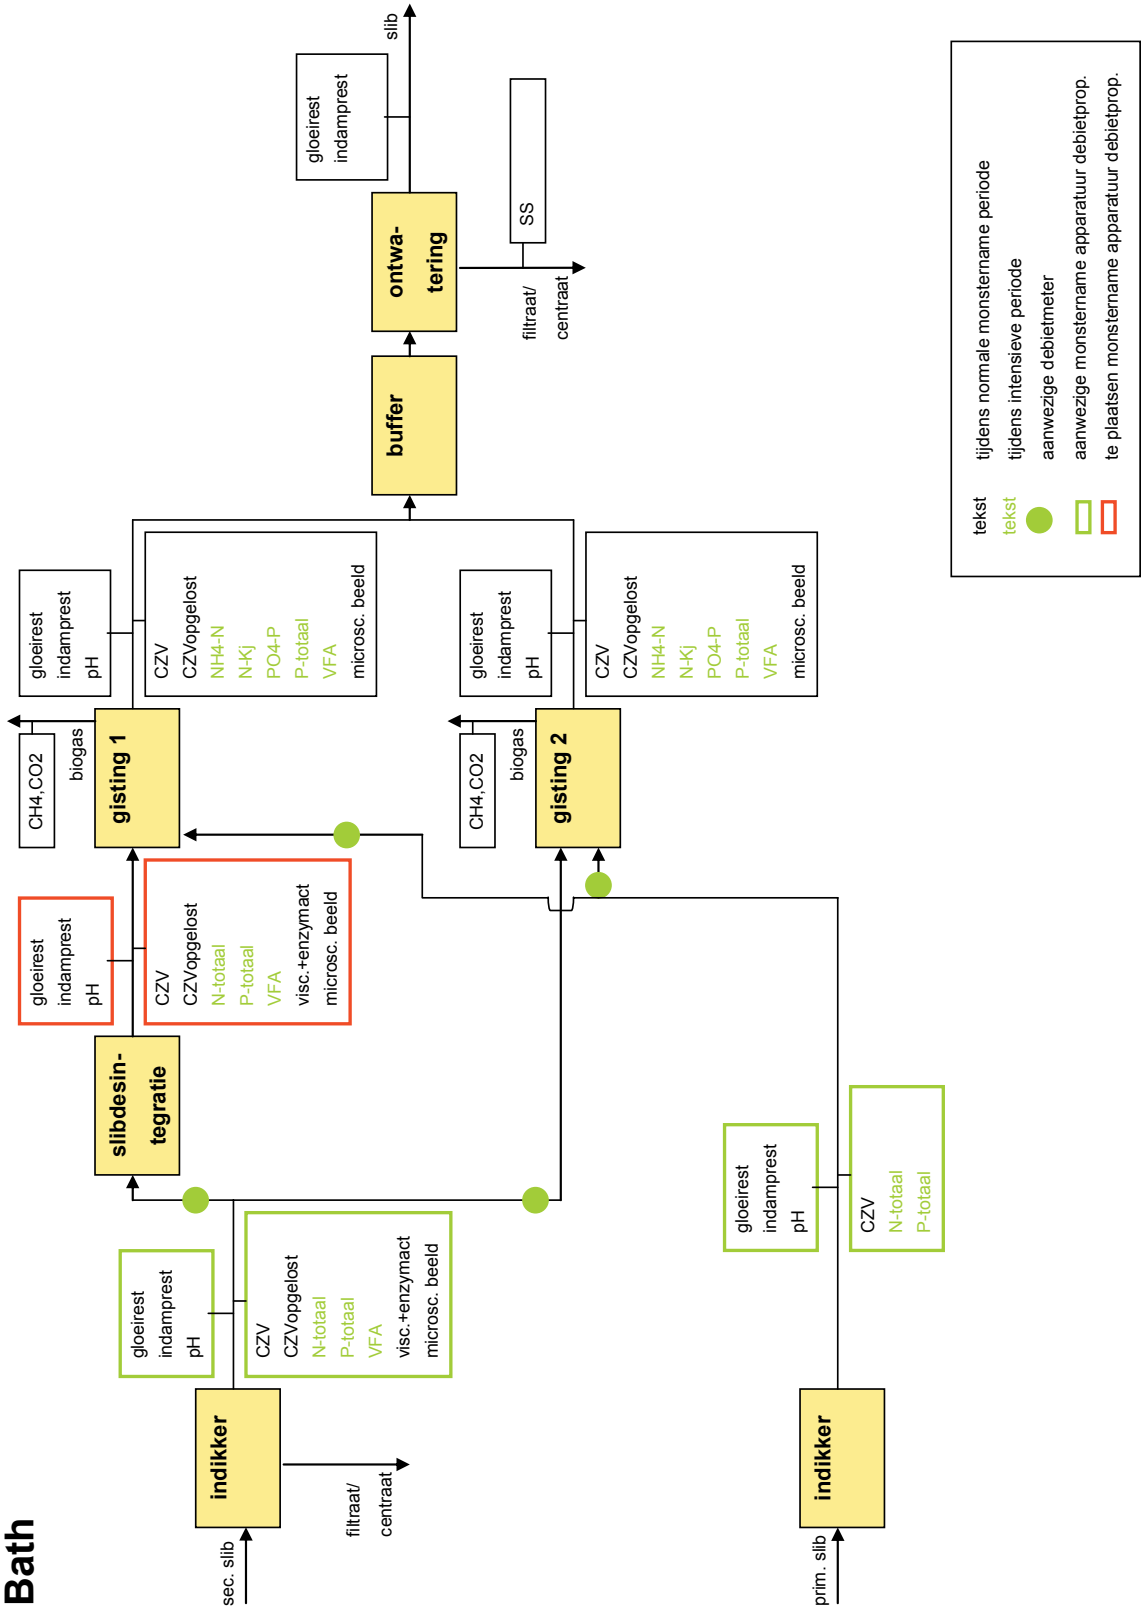 Bath
sec. slib
indikker
filtraat/
centraat
gloeirest
indamprest
pH
CZV
CZVopgelost
N-totaal
P-totaal
VFA
visc.+enzymact
microsc. beeld
slibdesin-
tegratie
gloeirest
indamprest
pH
CZV
CZVopgelost
N-totaal
P-totaal
VFA
visc.+enzymact
microsc. beeld
gisting 1
biogas
CH4,CO2
gloeirest
indamprest
pH
CZV
CZVopgelost
NH4-N
N-Kj
PO4-P
P-totaal
VFA
microsc. beeld
prim. slib
indikker
gloeirest
indamprest
pH
CZV
N-totaal
P-totaal
gisting 2
biogas
CH4,CO2
gloeirest
indamprest
pH
CZV
CZVopgelost
NH4-N
N-Kj
PO4-P
P-totaal
VFA
microsc. beeld
buffer
ontwa-
tering
filtraat/
centraat
SS
gloeirest
indamprest
slib
tekst tijdens normale monstername periode
tekst tijdens intensieve periode
aanwezige debietmeter
aanwezige monstername apparatuur debietprop.
te plaatsen monstername apparatuur debietprop.